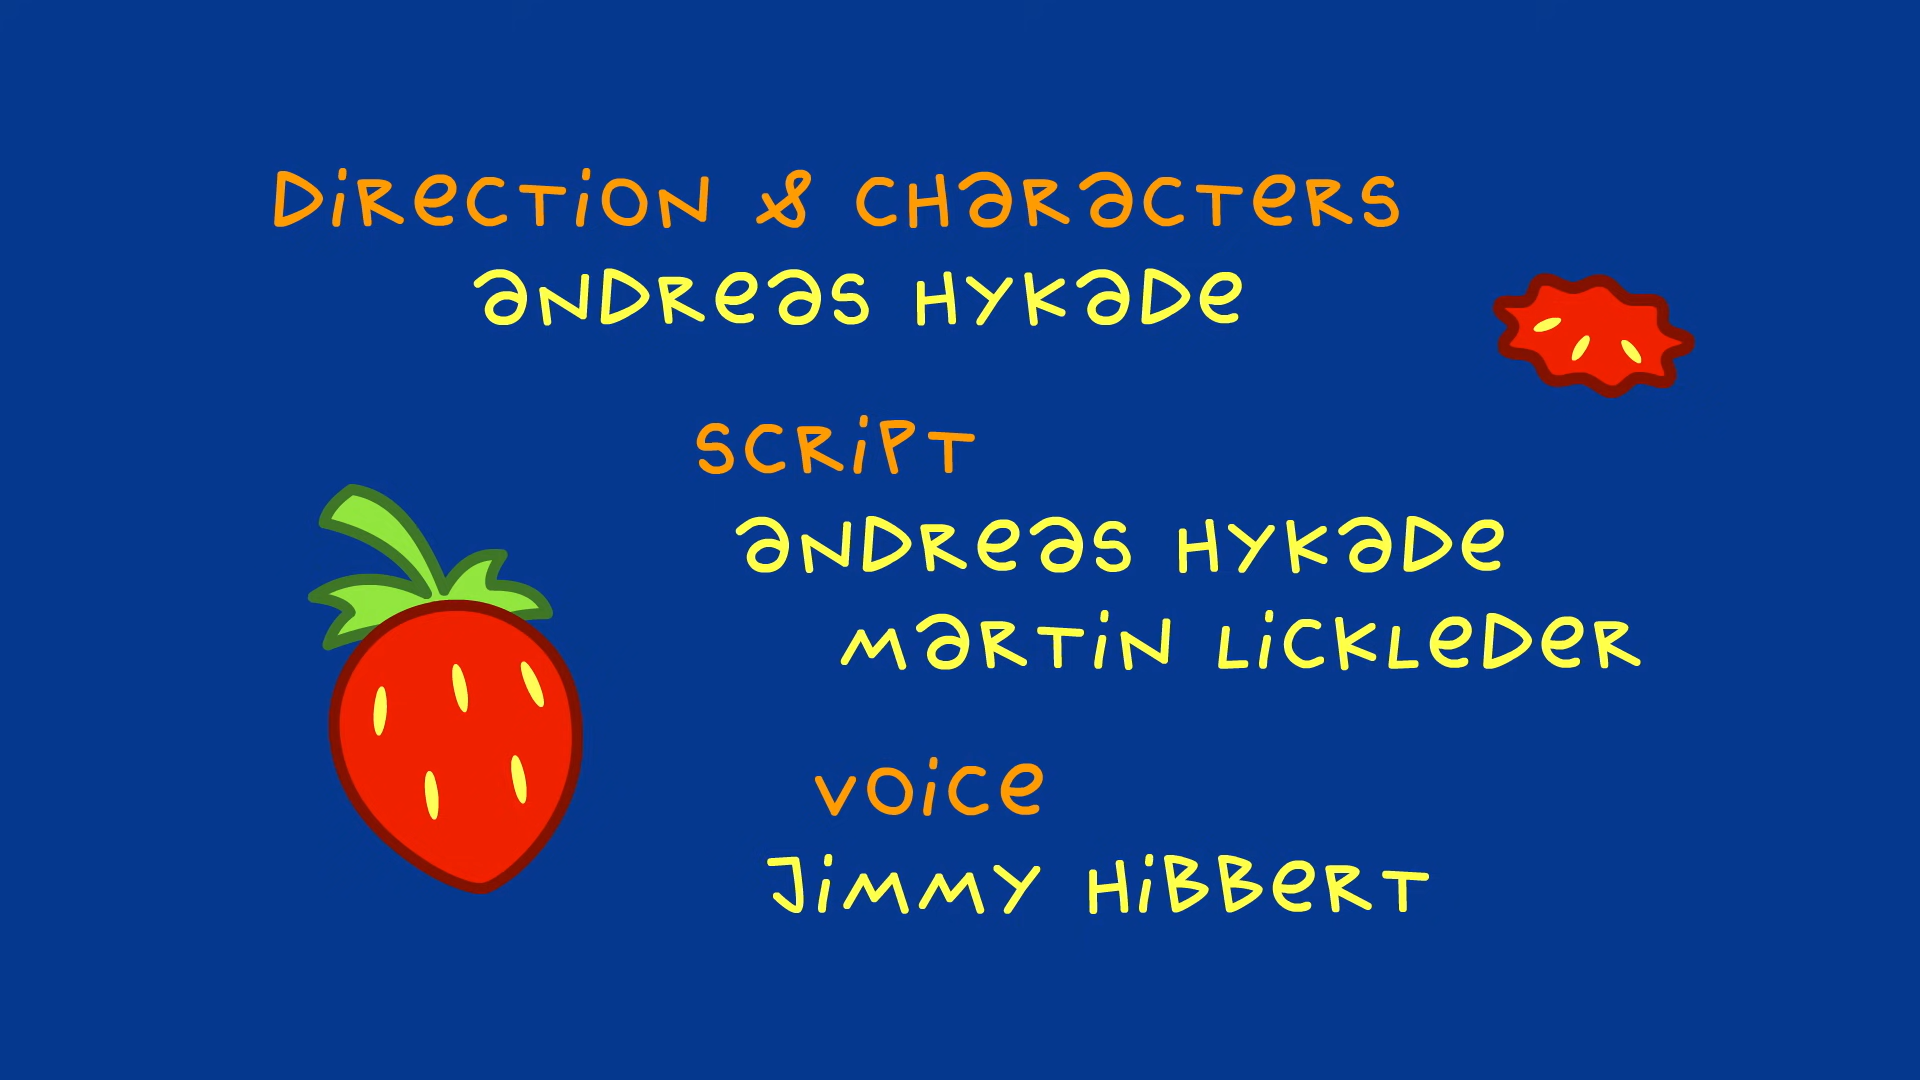 Direction & Characters
Andreas Hykade
Script
Andreas Hykade
Martin Lickleder
Voice
Jimmy Hibbert